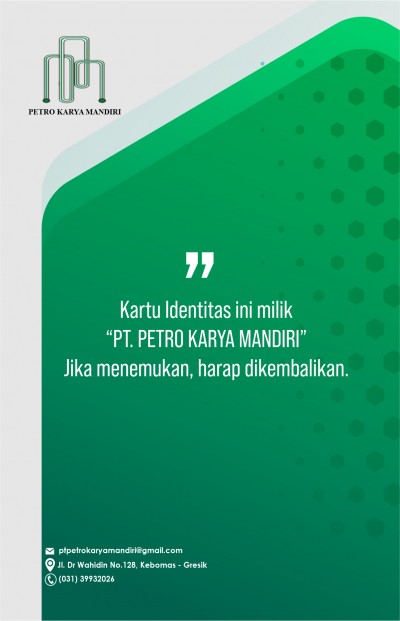 PETRO KARYA MANDIRI
”
Kartu Identitas ini milik
“PT. PETRO KARYA MANDIRI”
Jika menemukan, harap dikembalikan.
ptpetrokaryamandiri@gmail.com
Jl. Dr Wahidin No.128, Kebomas - Gresik
(031) 39932026